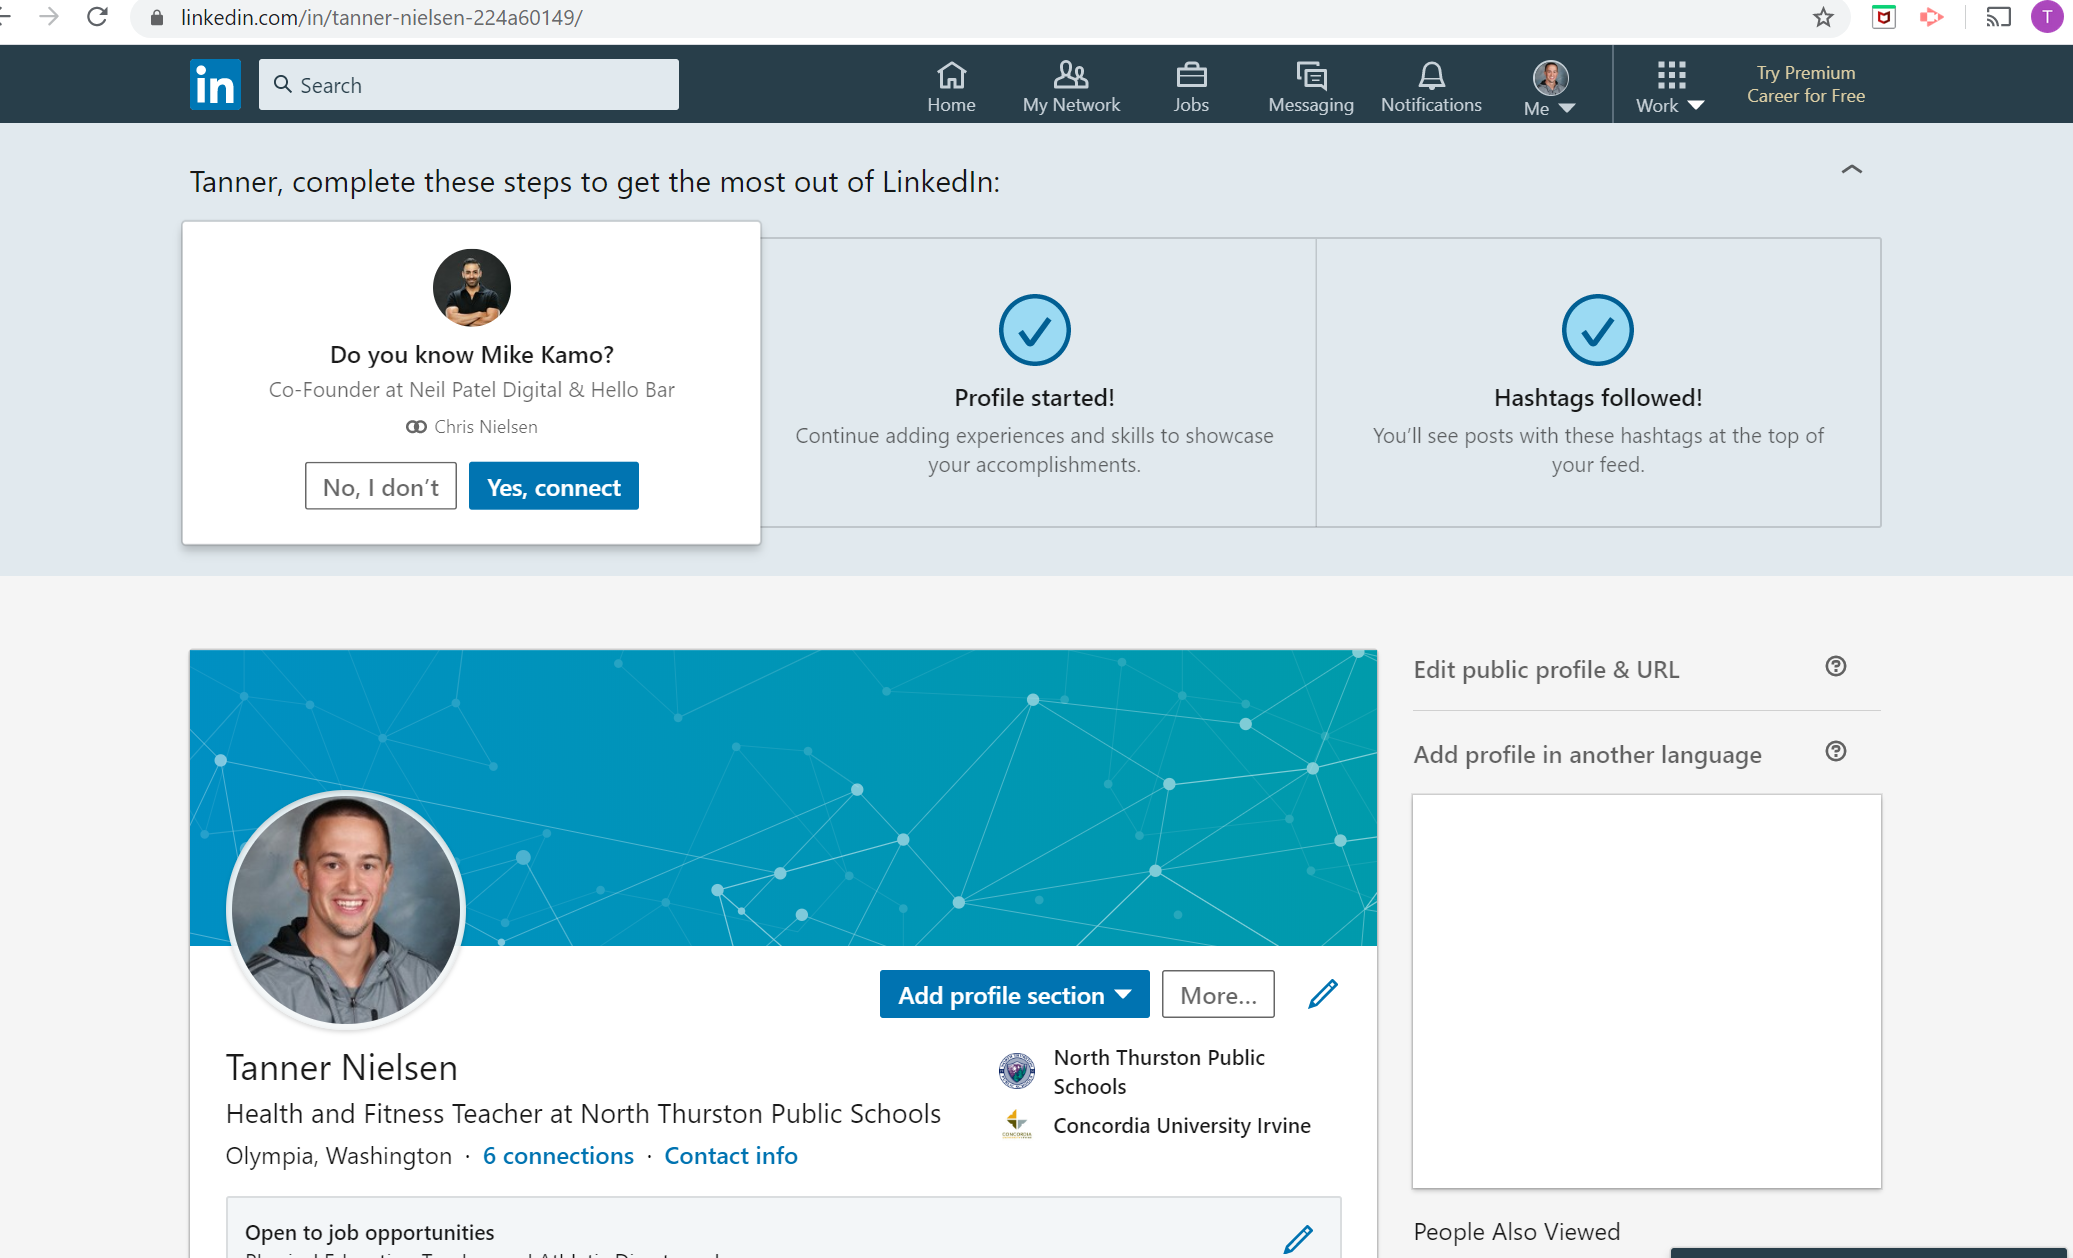 linkedin.com/in/tanner-nielsen-224a60149/
T
in
Search
Home
My Network
Jobs
Messaging
Notifications
Me
Work
Try Premium
Career for Free
Tanner, complete these steps to get the most out of LinkedIn:
Do you know Mike Kamo?
Co-Founder at Neil Patel Digital & Hello Bar
Chris Nielsen
No, I don't
Yes, connect
Profile started!
Continue adding experiences and skills to showcase
your accomplishments.
Hashtags followed!
You'll see posts with these hashtags at the top of
your feed.
Edit public profile & URL
Add profile in another language
Add profile section
More...
Tanner Nielsen
Health and Fitness Teacher at North Thurston Public Schools
Olympia, Washington · 6 connections · Contact info
North Thurston Public
Schools
CONCORDIA
Concordia University Irvine
Open to job opportunities
People Also Viewed